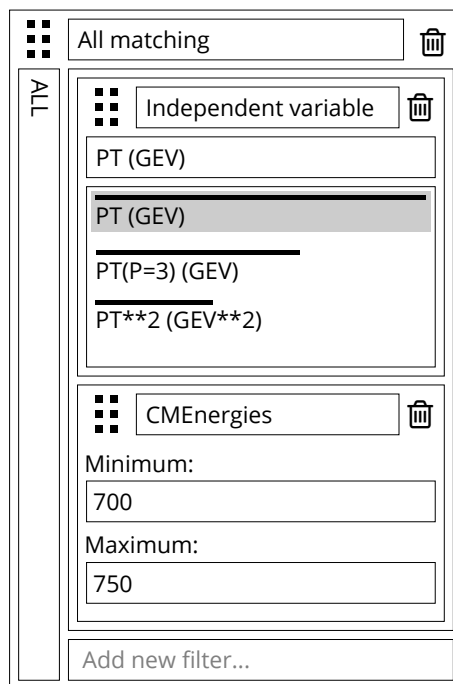 All matching
ALL
Independent variable
PT (GEV)
PT (GEV)
PT(P=3) (GEV)
PT**2 (GEV**2)
CMEnergies
Minimum:
700
Maximum:
750
Add new filter...